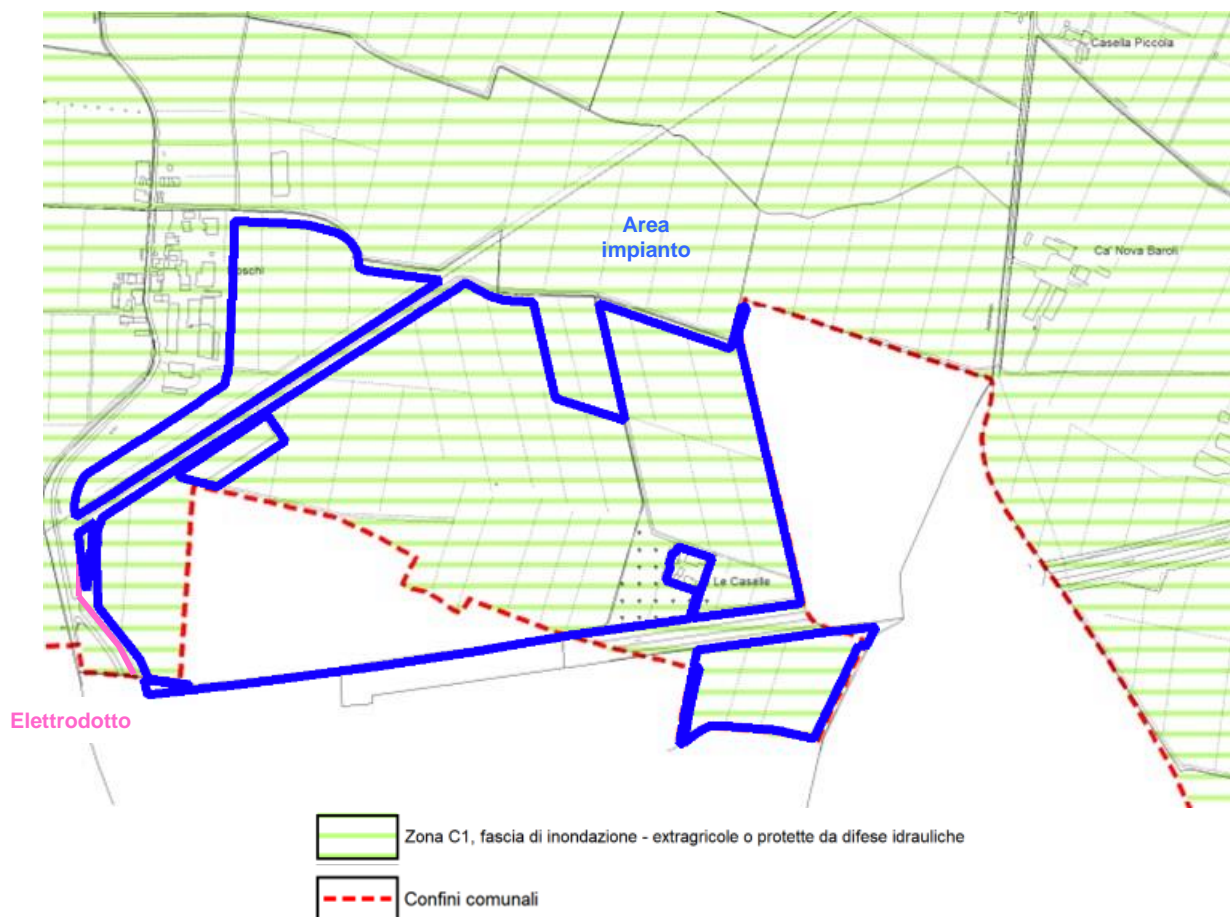 Casella Piccola
Area
impianto
Ca' Nova Baroli
Le Caselle
Elettrodotto
Zona C1, fascia di inondazione - extragricole o protette da difese idrauliche
Confini comunali